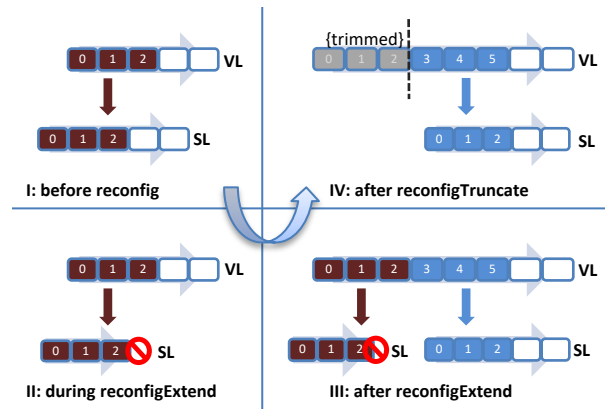 0 1 2 VL
0 1 2 SL
I: before reconfig
{trimmed}
0 1 2 3 4 5 VL
0 1 2 SL
IV: after reconfigTruncate
0 1 2 VL
0 1 2 SL
II: during reconfigExtend
0 1 2 3 4 5 VL
0 1 2 SL 0 1 2 SL
III: after reconfigExtend